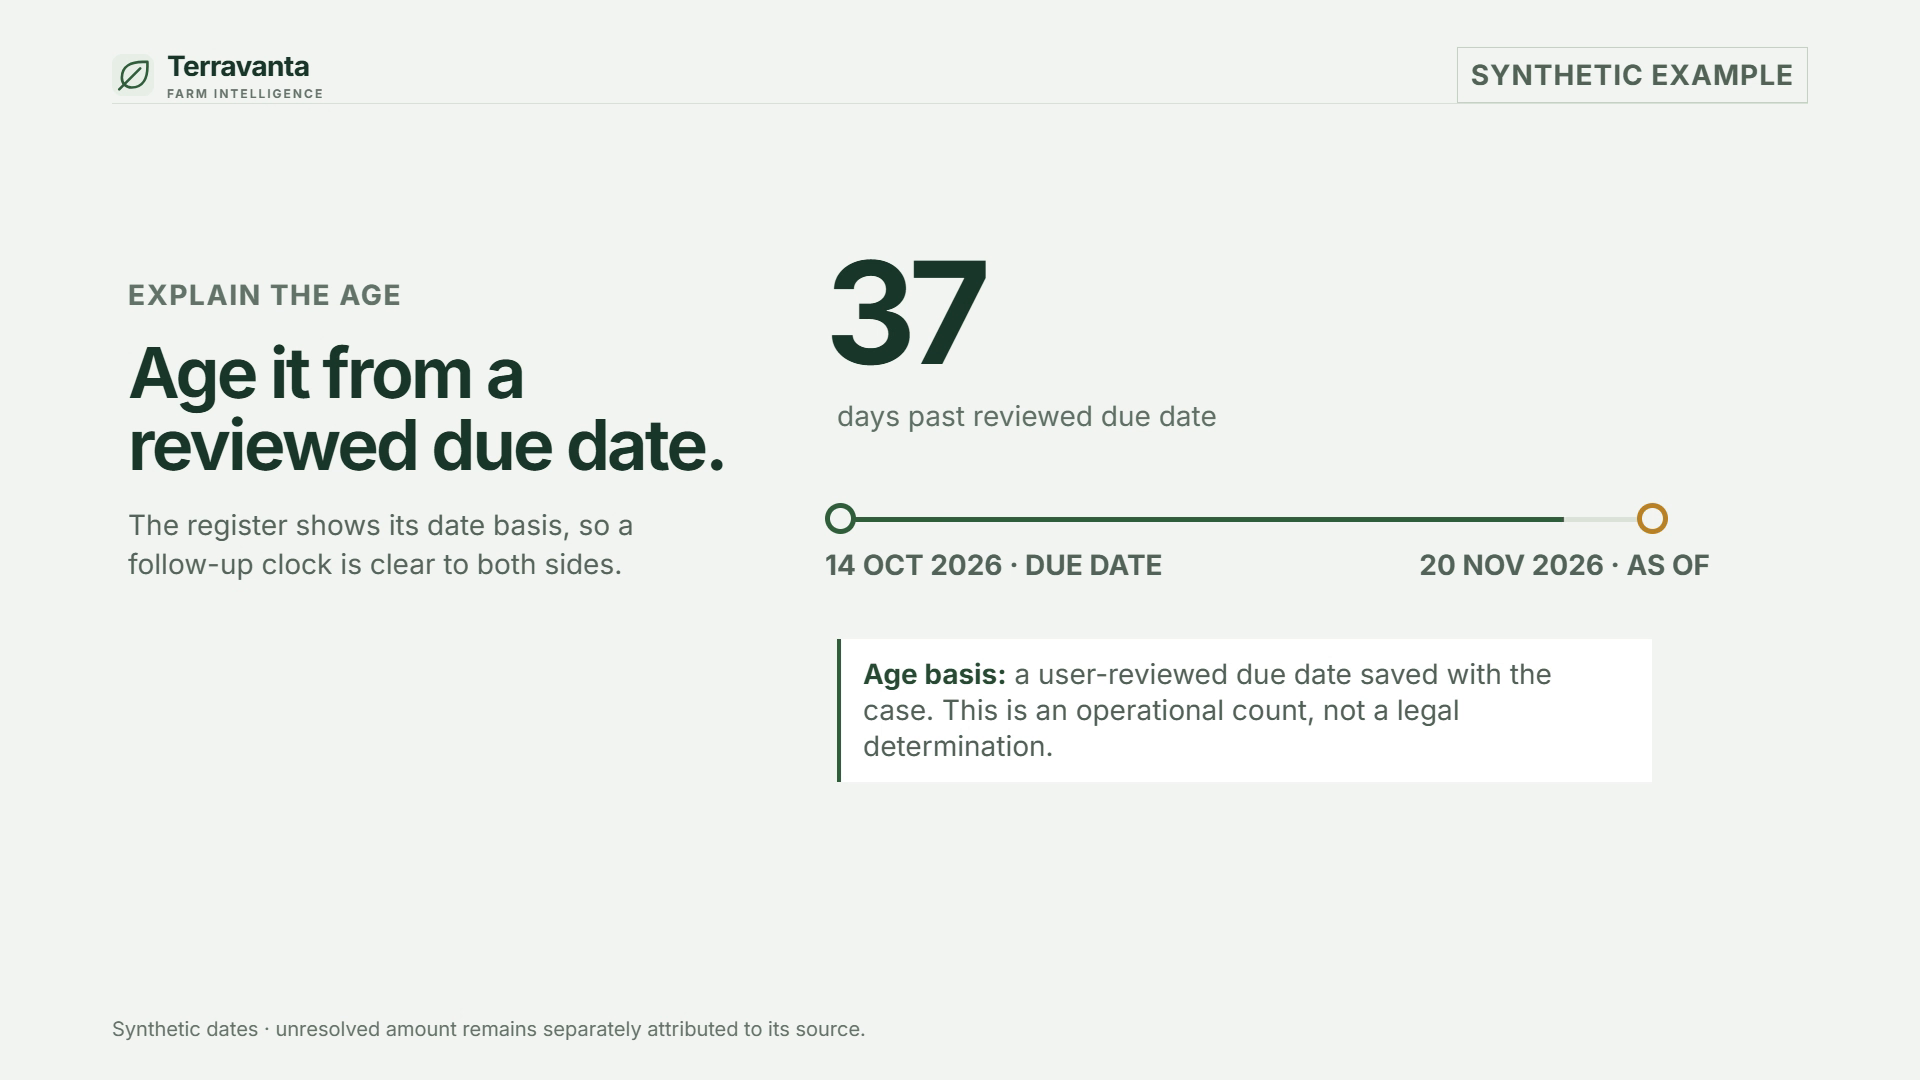 Terravanta
FARM INTELLIGENCE
SYNTHETIC EXAMPLE
EXPLAIN THE AGE
Age it from a
reviewed due date.
The register shows its date basis, so a
follow-up clock is clear to both sides.
37
days past reviewed due date
14 OCT 2026 · DUE DATE
20 NOV 2026 · AS OF
Age basis: a user-reviewed due date saved with the
case. This is an operational count, not a legal
determination.
Synthetic dates · unresolved amount remains separately attributed to its source.